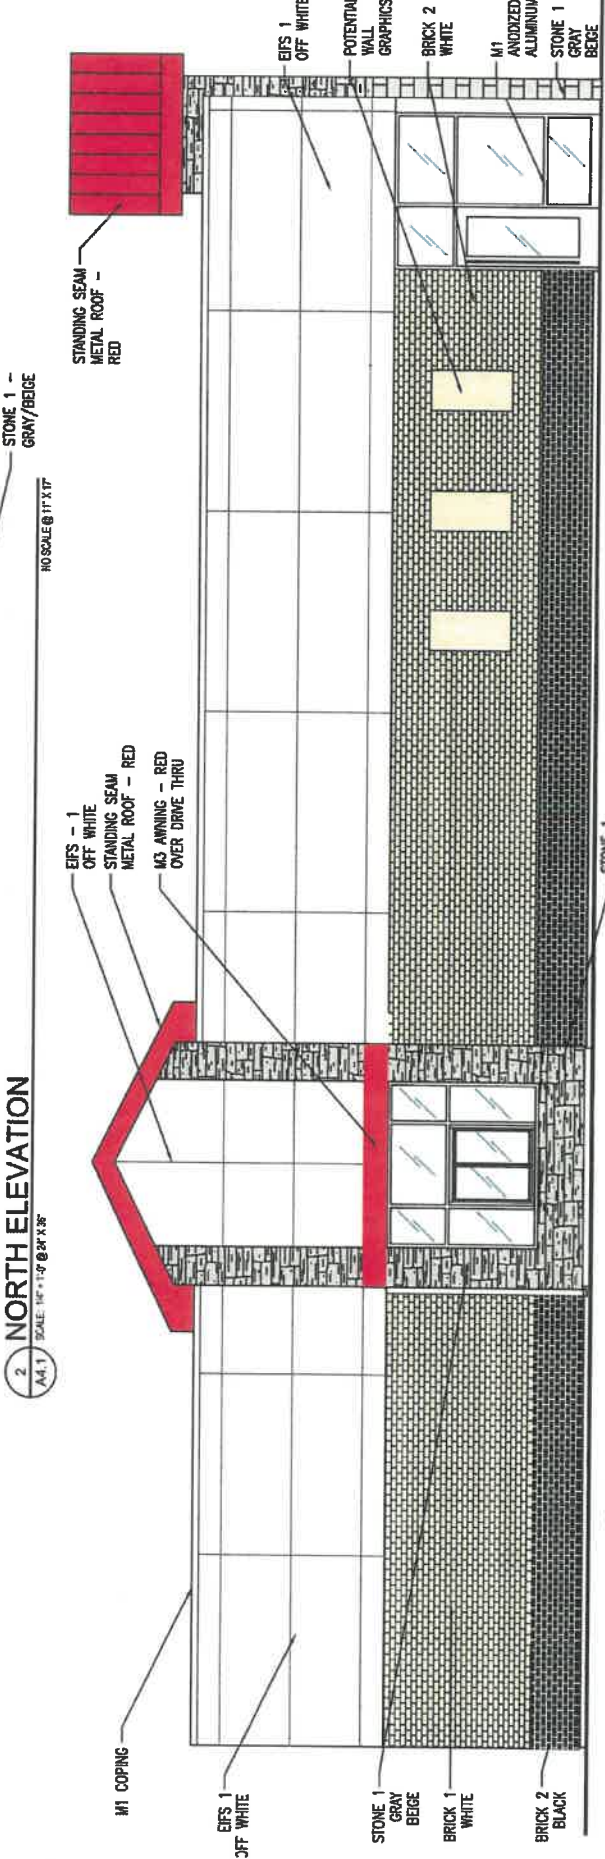 STONE 1 -
GRAY/BEIGE
2
A4.1
NORTH ELEVATION
SCALE: 1/4" = 1'-0" @ 24" X 36"
NO SCALE @ 11" X 17"
M1 COPING
EIFS - 1
OFF WHITE
STANDING SEAM
METAL ROOF - RED
M3 AWNING - RED
OVER DRIVE THRU
STANDING SEAM
METAL ROOF -
RED
EIFS 1
OFF WHITE
STONE 1
GRAY
BEIGE
BRICK 1
WHITE
BRICK 2
BLACK
EIFS 1
OFF WHITE
POTENTIAL
WALL
GRAPHICS
BRICK 2
WHITE
M1
ANODIZED
ALUMINUM
STONE 1
GRAY
BEIGE